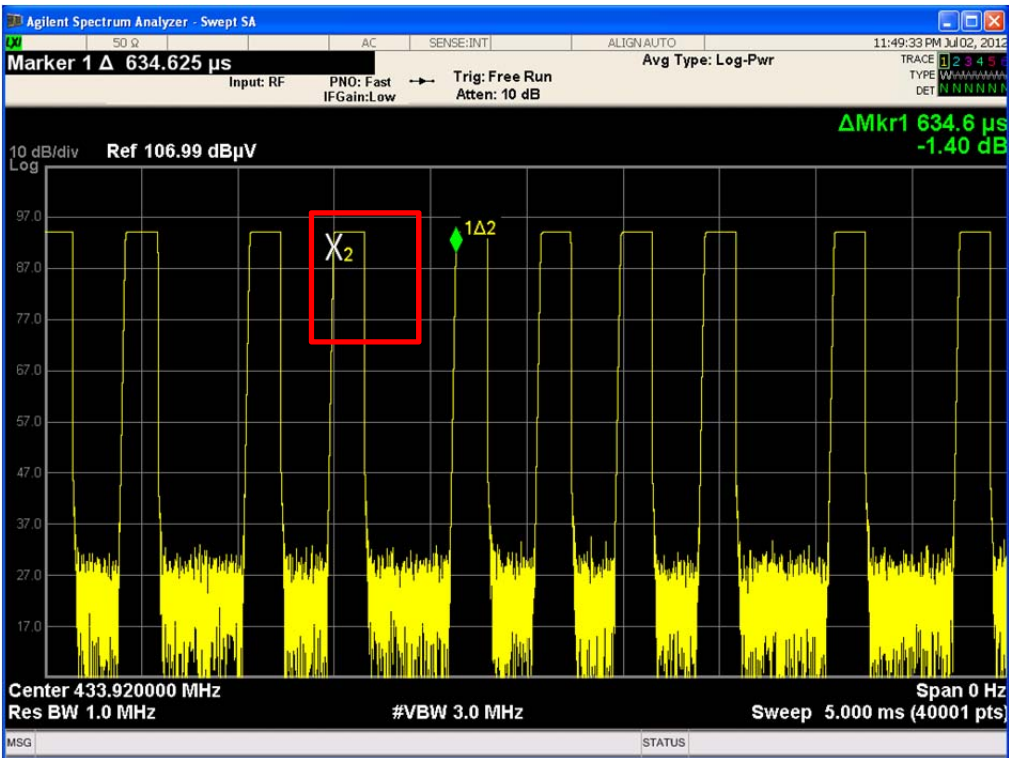 Agilent Spectrum Analyzer - Swept SA
LXI 50 Ω AC SENSE:INT ALIGN AUTO 11:49:33 PM Jul 02, 2012
Marker 1 Δ 634.625 µs
Input: RF PNO: Fast Trig: Free Run Avg Type: Log-Pwr TRACE 1 2 3 4 5 6
IFGain:Low Atten: 10 dB TYPE
DET N N N N N N
ΔMkr1 634.6 µs
-1.40 dB
10 dB/div Ref 106.99 dBµV
Log
97.0
1Δ2
X2
87.0
77.0
67.0
57.0
47.0
37.0
27.0
17.0
Center 433.920000 MHz Span 0 Hz
Res BW 1.0 MHz #VBW 3.0 MHz Sweep 5.000 ms (40001 pts)
MSG STATUS